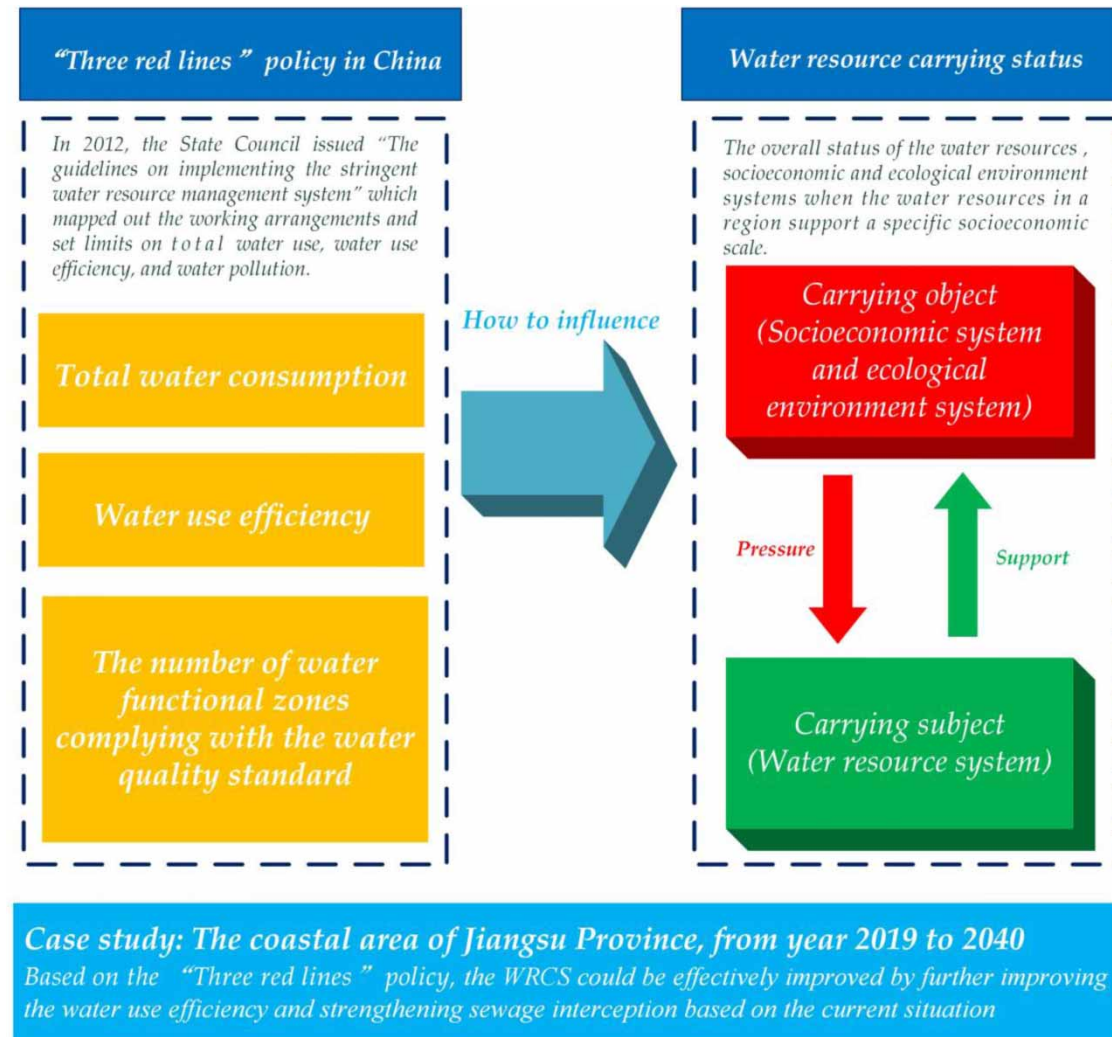 “Three red lines” policy in China
In 2012, the State Council issued “The
guidelines on implementing the stringent
water resource management system” which
mapped out the working arrangements and
set limits on total water use, water use
efficiency, and water pollution.
Total water consumption
Water use efficiency
The number of water
functional zones
complying with the water
quality standard
How to influence
Water resource carrying status
The overall status of the water resources ,
socioeconomic and ecological environment
systems when the water resources in a
region support a specific socioeconomic
scale.
Carrying object
(Socioeconomic system
and ecological
environment system)
Pressure
Support
Carrying subject
(Water resource system)
Case study: The coastal area of Jiangsu Province, from year 2019 to 2040
Based on the “Three red lines” policy, the WRCS could be effectively improved by further improving
the water use efficiency and strengthening sewage interception based on the current situation